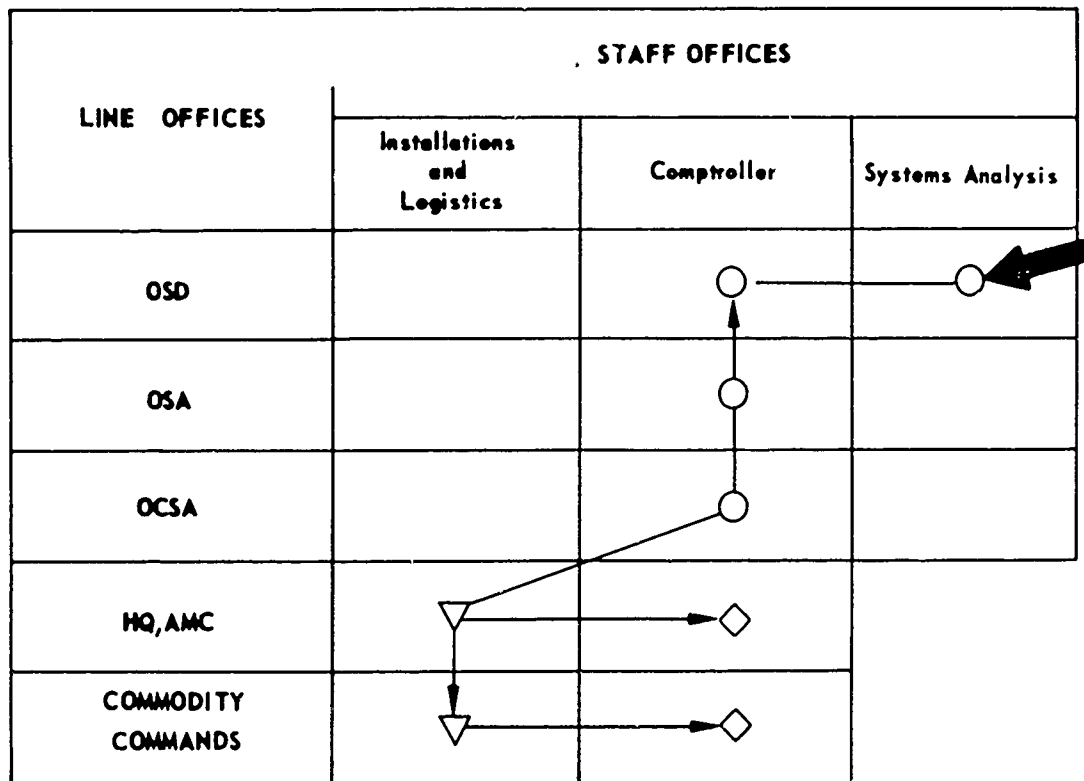 STAFF OFFICES
LINE OFFICES
Installations
and
Logistics
Comptroller
Systems Analysis
OSD
OSA
OCSA
HQ,AMC
COMMODITY
COMMANDS